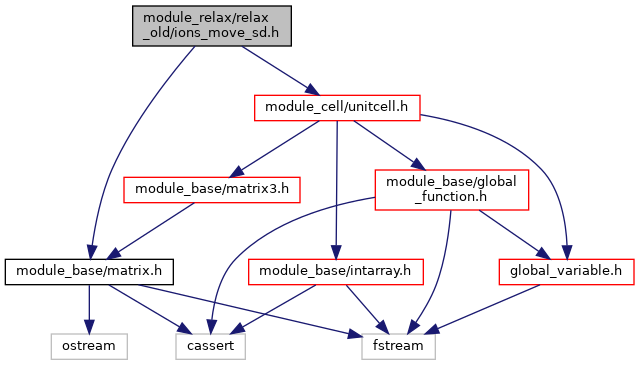 module_relax/relax
_old/ions_move_sd.h
module_cell/unitcell.h
module_base/matrix3.h
module_base/global
_function.h
module_base/matrix.h
module_base/intarray.h
global_variable.h
ostream
cassert
fstream